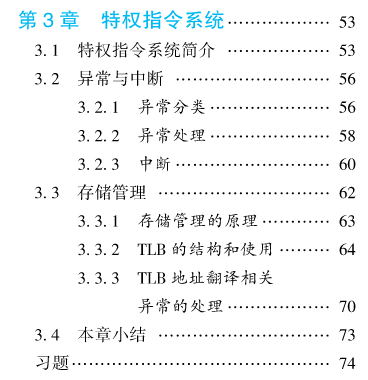 第3章 特权指令系统 …………… 53
3.1 特权指令系统简介 ………… 53
3.2 异常与中断 ………………… 56
3.2.1 异常分类 ……………… 56
3.2.2 异常处理 ……………… 58
3.2.3 中断 …………………… 60
3.3 存储管理 …………………… 62
3.3.1 存储管理的原理 ……… 63
3.3.2 TLB 的结构和使用 ……… 64
3.3.3 TLB 地址翻译相关
异常的处理 ……………… 70
3.4 本章小结 …………………… 73
习题 ……………………………… 74